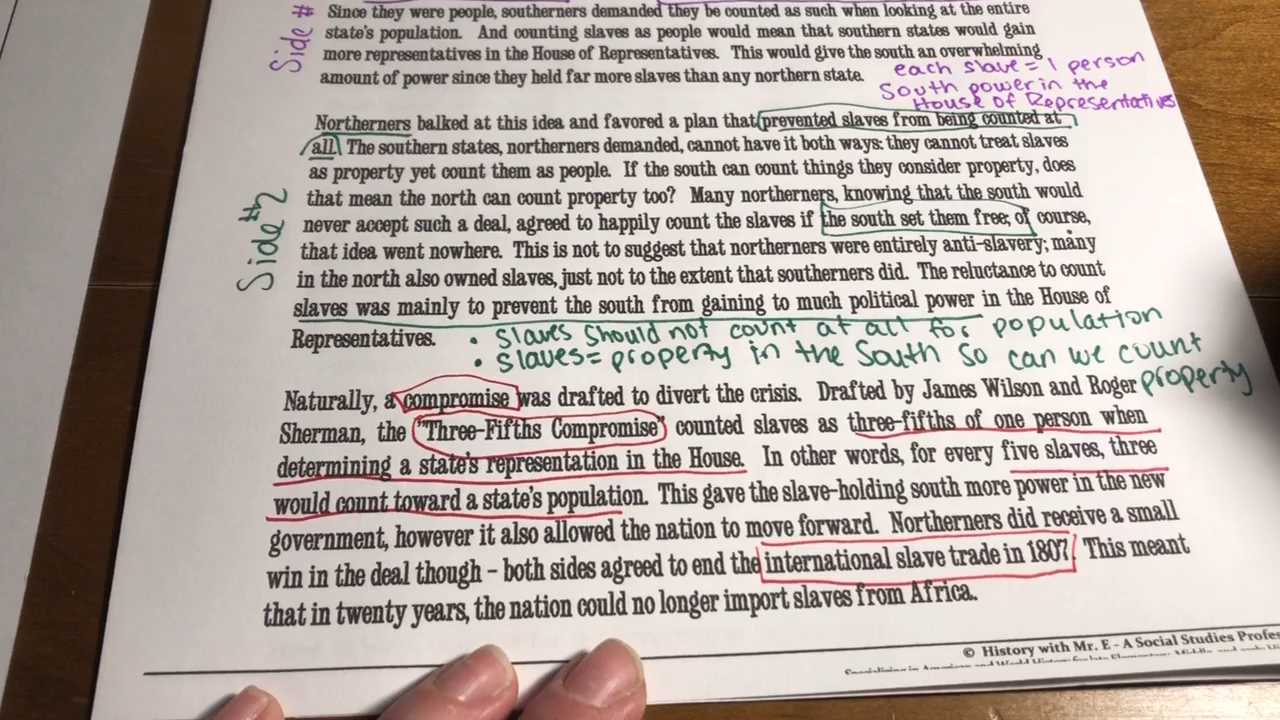 Since they were people, southerners demanded they be counted as such when looking at the entire
Side #
state's population. And counting slaves as people would mean that southern states would gain
more representatives in the House of Representatives. This would give the south an overwhelming
amount of power since they held far more slaves than any northern state.
each slave = 1 person
South power in the
House of Representatives
Northerners balked at this idea and favored a plan that prevented slaves from being counted at
all. The southern states, northerners demanded, cannot have it both ways: they cannot treat slaves
as property yet count them as people. If the south can count things they consider property, does
that mean the north can count property too? Many northerners, knowing that the south would
Side #2
never accept such a deal, agreed to happily count the slaves if the south set them free; of course,
that idea went nowhere. This is not to suggest that northerners were entirely anti-slavery; many
in the north also owned slaves, just not to the extent that southerners did. The reluctance to count
slaves was mainly to prevent the south from gaining to much political power in the House of
Representatives.
• Slaves should not count at all for population
• Slaves = property in the South so can we count
property
Naturally, a compromise was drafted to divert the crisis. Drafted by James Wilson and Roger
Sherman, the "Three-Fifths Compromise" counted slaves as three-fifths of one person when
determining a state's representation in the House. In other words, for every five slaves, three
would count toward a state's population. This gave the slave-holding south more power in the new
government, however it also allowed the nation to move forward. Northerners did receive a small
win in the deal though – both sides agreed to end the international slave trade in 1807. This meant
that in twenty years, the nation could no longer import slaves from Africa.
© History with Mr. E - A Social Studies Profes